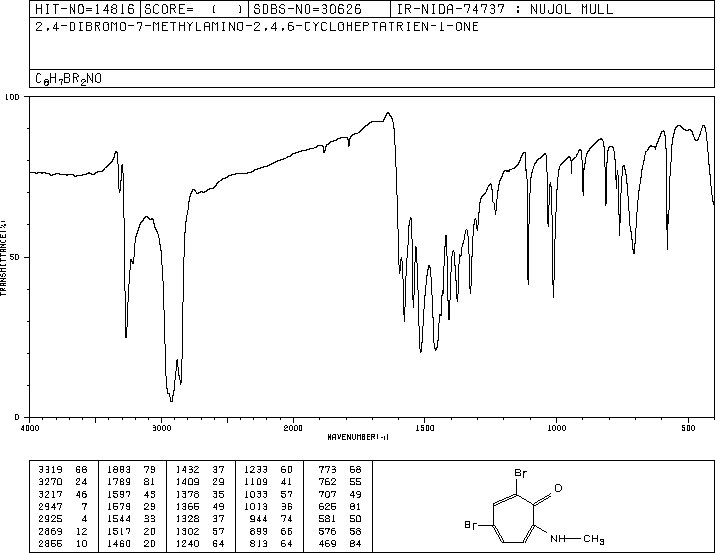 HIT-NO=14816 SCORE= ( ) SDBS-NO=30626 IR-NIDA-74737 : NUJOL MULL
2,4-DIBROMO-7-METHYLAMINO-2,4,6-CYCLOHEPTATRIEN-1-ONE
C8H7BR2NO
100
TRANSMITTANCE(%)
50
0
4000 3000 2000 1500 1000 500
WAVENUMBER(-1)
3319 68 1883 79 1432 37 1233 60 773 68
3270 24 1789 81 1409 29 1109 41 762 55
3217 46 1597 43 1378 35 1033 57 707 49
2947 7 1579 29 1366 49 1013 36 625 81
2925 4 1544 33 1328 37 944 74 581 50
2869 12 1517 20 1302 57 899 66 576 58
2855 10 1460 20 1240 64 813 64 469 84
Br
O
Br
NH CH3